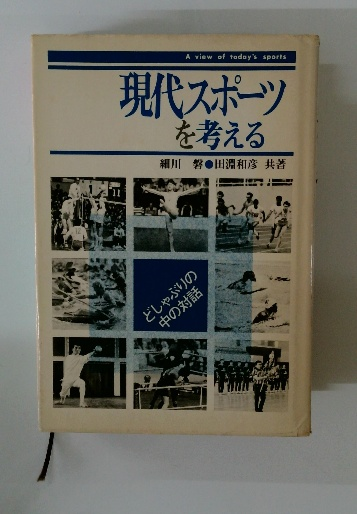 A view of today's sports
現代スポーツ
を考える
細川 磐●田淵和彦 共著
どしゃぶりの
中の対話